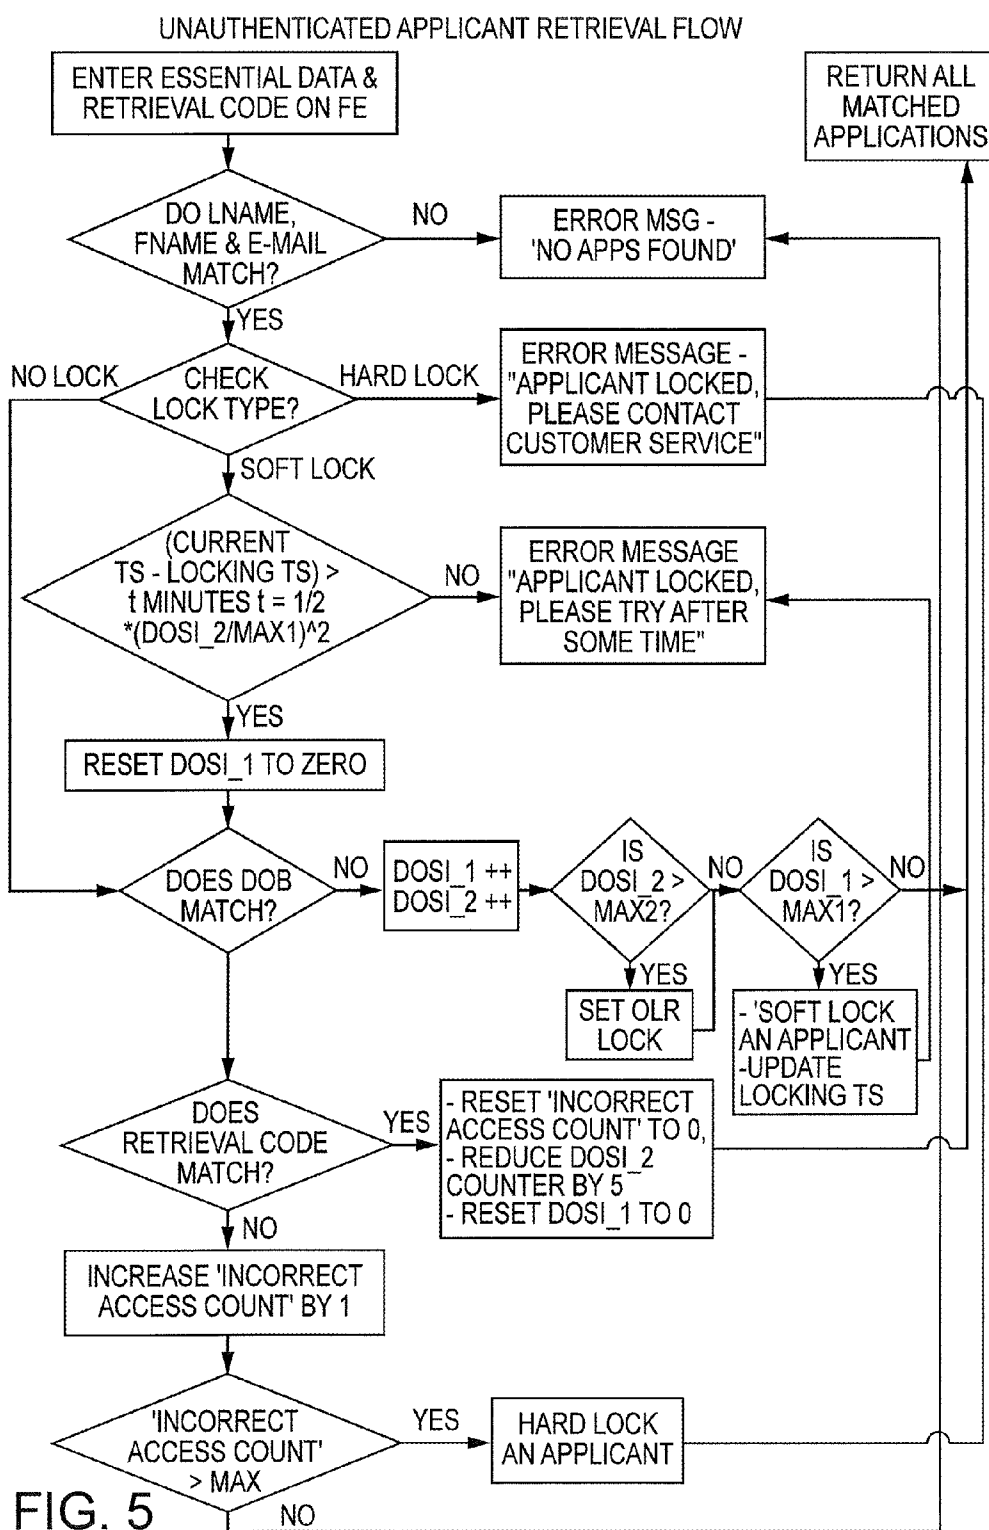 UNAUTHENTICATED APPLICANT RETRIEVAL FLOW
ENTER ESSENTIAL DATA &
RETRIEVAL CODE ON FE
RETURN ALL
MATCHED
APPLICATIONS
DO LNAME,
FNAME & E-MAIL
MATCH?
NO
ERROR MSG -
'NO APPS FOUND'
YES
NO LOCK
CHECK
LOCK TYPE?
HARD LOCK
ERROR MESSAGE -
"APPLICANT LOCKED,
PLEASE CONTACT
CUSTOMER SERVICE"
SOFT LOCK
(CURRENT
TS - LOCKING TS) >
t MINUTES t = 1/2
*(DOSI_2/MAX1)^2
NO
ERROR MESSAGE
"APPLICANT LOCKED,
PLEASE TRY AFTER
SOME TIME"
YES
RESET DOSI_1 TO ZERO
DOES DOB
MATCH?
NO
DOSI_1 ++
DOSI_2 ++
IS
DOSI_2 >
MAX2?
NO
IS
DOSI_1 >
MAX1?
NO
YES
SET OLR
LOCK
YES
- 'SOFT LOCK
AN APPLICANT
-UPDATE
LOCKING TS
DOES
RETRIEVAL CODE
MATCH?
YES
- RESET 'INCORRECT
ACCESS COUNT' TO 0,
- REDUCE DOSI_2
COUNTER BY 5
- RESET DOSI_1 TO 0
NO
INCREASE 'INCORRECT
ACCESS COUNT' BY 1
'INCORRECT
ACCESS COUNT'
> MAX
YES
HARD LOCK
AN APPLICANT
NO
FIG. 5